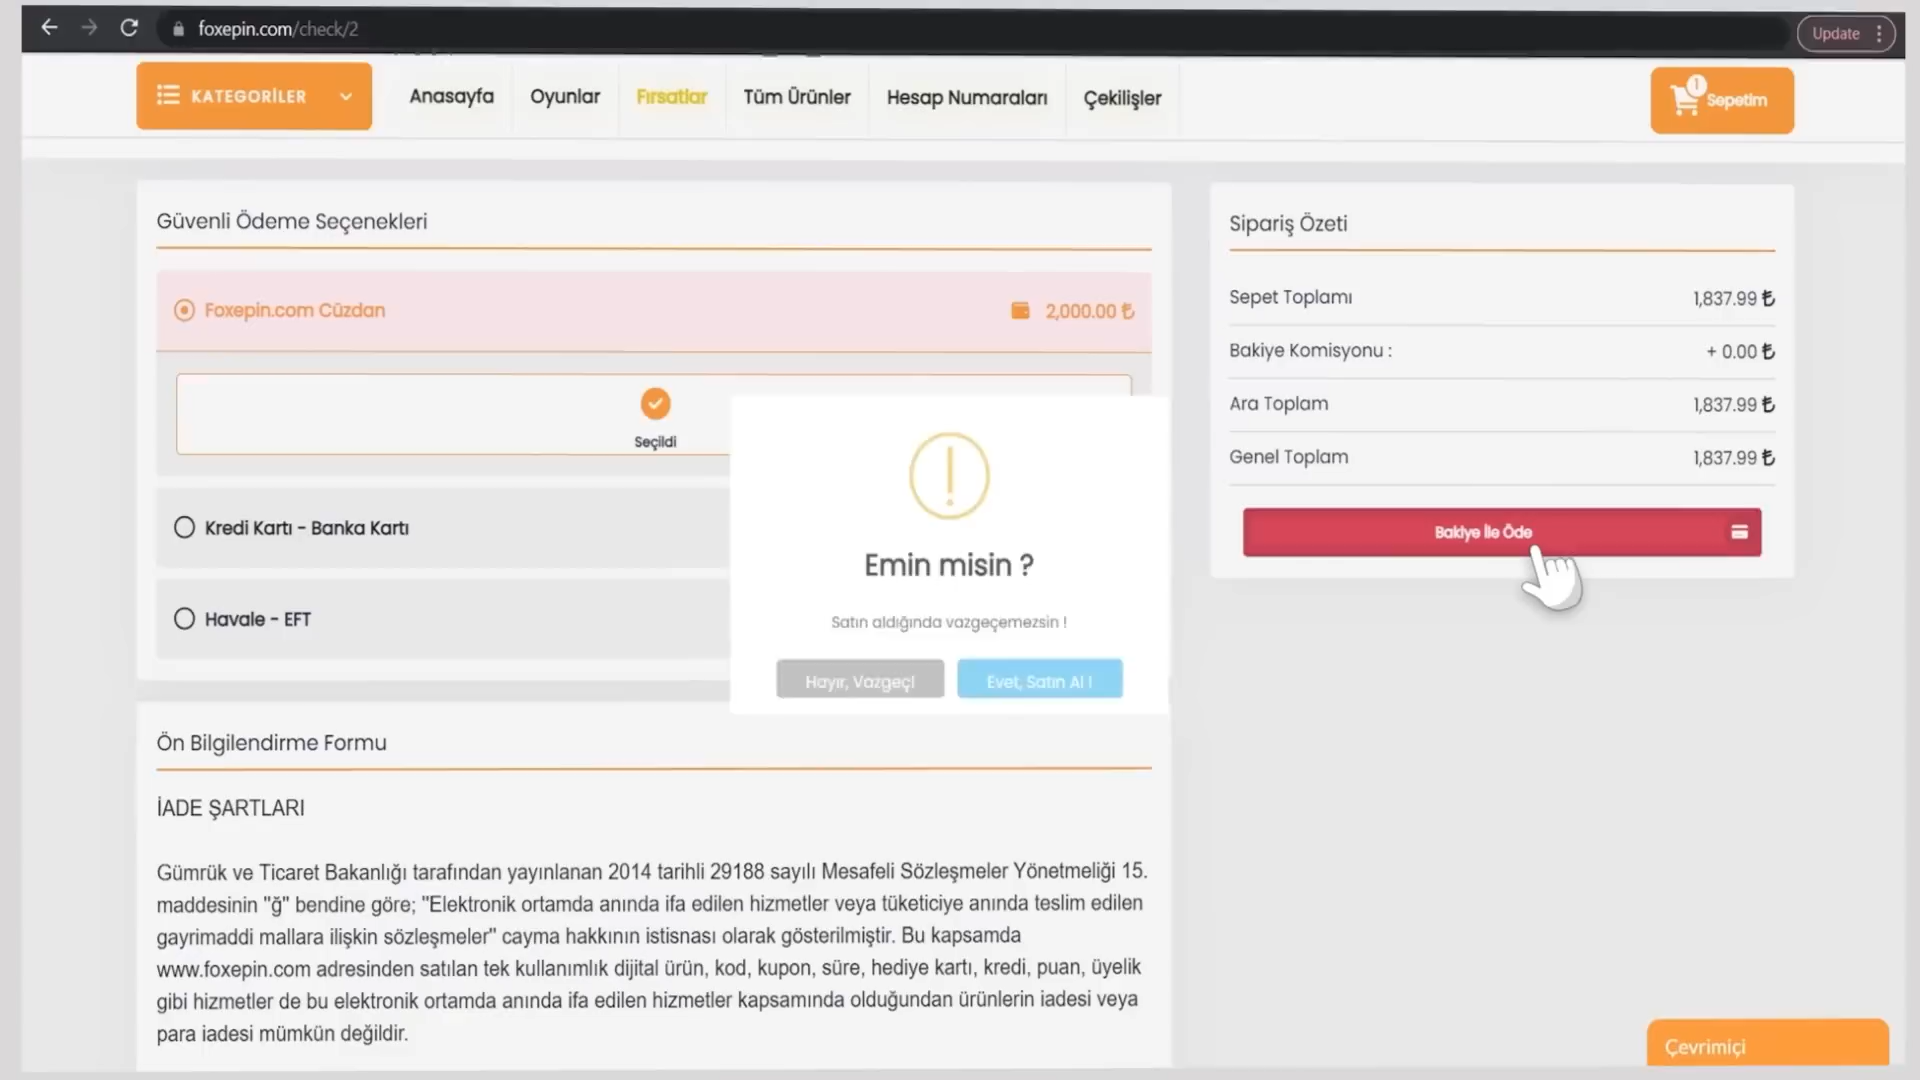 foxepin.com/check/2
Update
KATEGORİLER
Anasayfa
Oyunlar
Fırsatlar
Tüm Ürünler
Hesap Numaraları
Çekilişler
1
Sepetim
Güvenli Ödeme Seçenekleri
Foxepin.com Cüzdan
2,000.00 ₺
Seçildi
Kredi Kartı - Banka Kartı
Havale - EFT
Emin misin ?
Satın aldığında vazgeçemezsin !
Hayır, Vazgeç!
Evet, Satın Al !
Sipariş Özeti
Sepet Toplamı 1,837.99 ₺
Bakiye Komisyonu : + 0.00 ₺
Ara Toplam 1,837.99 ₺
Genel Toplam 1,837.99 ₺
Bakiye İle Öde
Ön Bilgilendirme Formu
İADE ŞARTLARI
Gümrük ve Ticaret Bakanlığı tarafından yayınlanan 2014 tarihli 29188 sayılı Mesafeli Sözleşmeler Yönetmeliği 15.
maddesinin "ğ" bendine göre; "Elektronik ortamda anında ifa edilen hizmetler veya tüketiciye anında teslim edilen
gayrimaddi mallara ilişkin sözleşmeler" cayma hakkının istisnası olarak gösterilmiştir. Bu kapsamda
www.foxepin.com adresinden satılan tek kullanımlık dijital ürün, kod, kupon, süre, hediye kartı, kredi, puan, üyelik
gibi hizmetler de bu elektronik ortamda anında ifa edilen hizmetler kapsamında olduğundan ürünlerin iadesi veya
para iadesi mümkün değildir.
Çevrimiçi